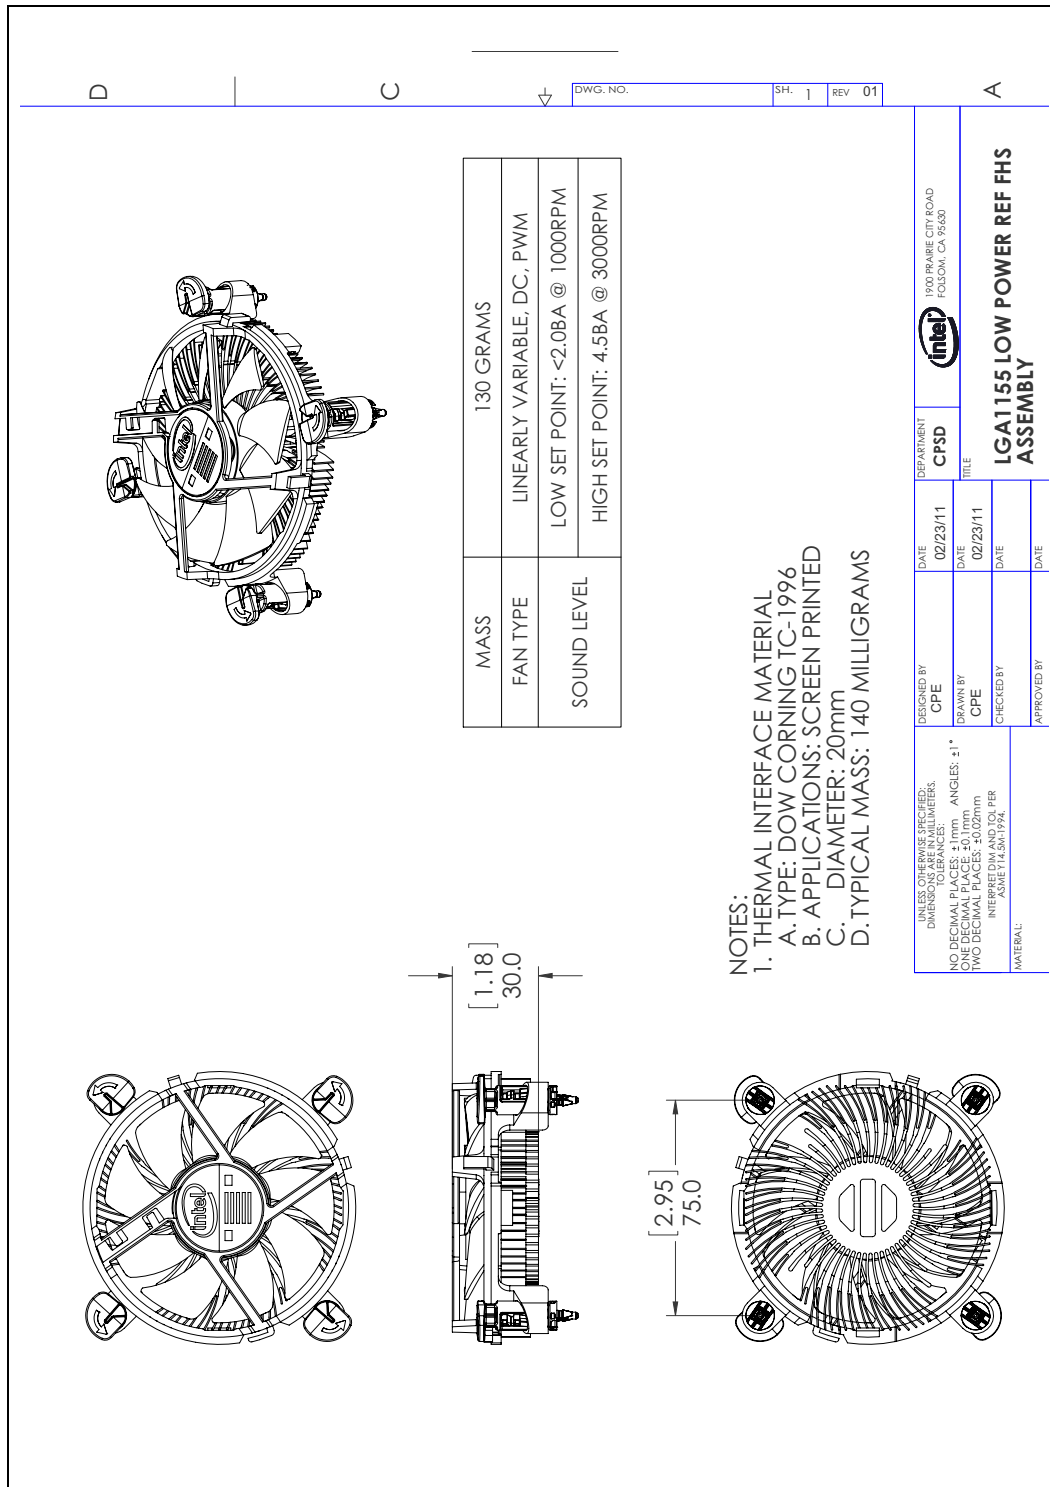 D
C
DWG. NO.
SH. 1
REV 01
A
MASS
130 GRAMS
FAN TYPE
LINEARLY VARIABLE, DC, PWM
SOUND LEVEL
LOW SET POINT: <2.0BA @ 1000RPM
HIGH SET POINT: 4.5BA @ 3000RPM
intel
intel
[1.18]
30.0
[2.95]
75.0
NOTES:
1. THERMAL INTERFACE MATERIAL
A. TYPE: DOW CORNING TC-1996
B. APPLICATIONS: SCREEN PRINTED
C. DIAMETER: 20mm
D. TYPICAL MASS: 140 MILLIGRAMS
UNLESS OTHERWISE SPECIFIED:
DIMENSIONS ARE IN MILLIMETERS.
TOLERANCES:
NO DECIMAL PLACES: ±1mm ANGLES: ±1°
ONE DECIMAL PLACE: ±0.1mm
TWO DECIMAL PLACES: ±0.02mm
INTERPRET DIM AND TOL PER
ASME Y14.5M-1994.
MATERIAL:
DESIGNED BY
CPE
DATE
02/23/11
DRAWN BY
CPE
DATE
02/23/11
CHECKED BY
DATE
APPROVED BY
DATE
DEPARTMENT
CPSD
intel
1900 PRAIRIE CITY ROAD
FOLSOM, CA 95630
TITLE
LGA1155 LOW POWER REF FHS
ASSEMBLY